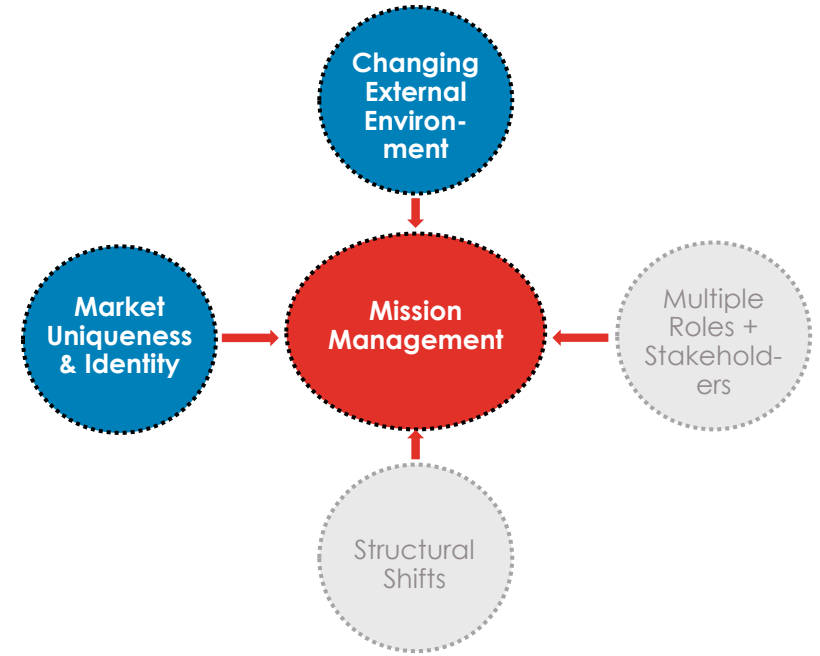 Changing
External
Environ-
ment
Market
Uniqueness
& Identity
Mission
Management
Multiple
Roles +
Stakehold-
ers
Structural
Shifts